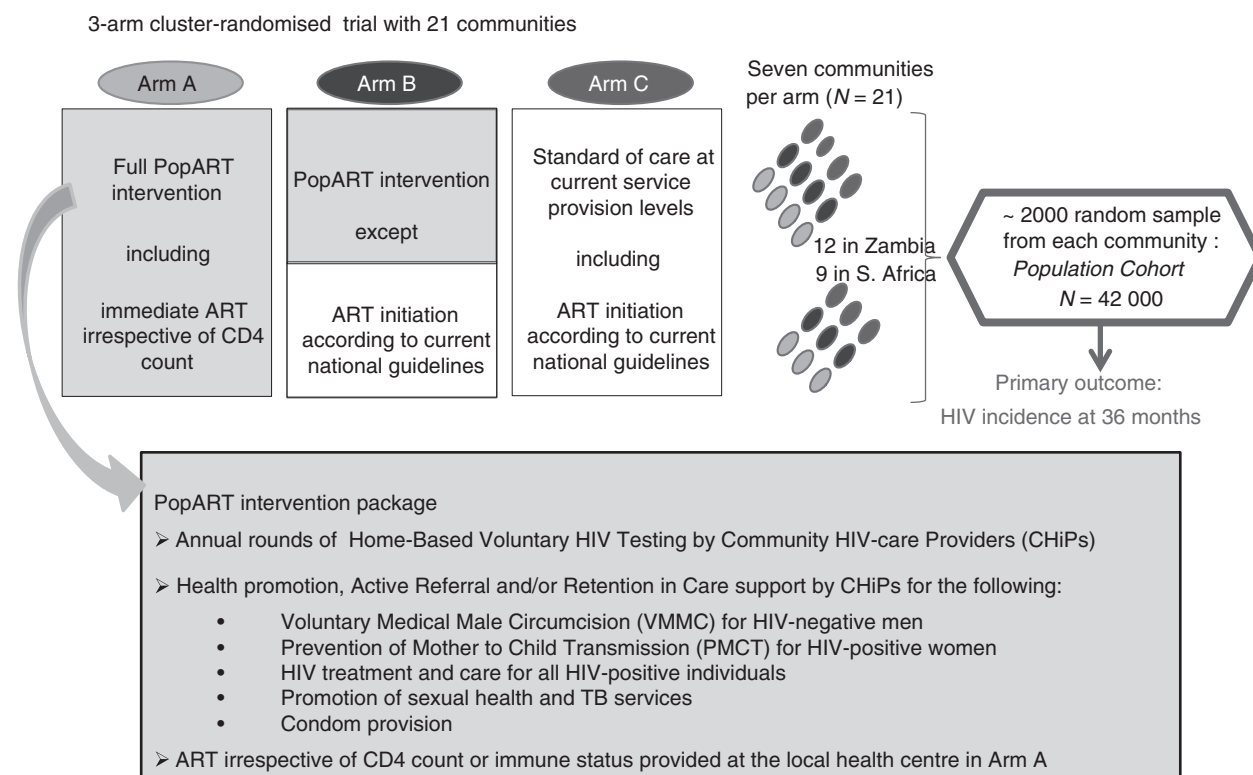 3-arm cluster-randomised trial with 21 communities
Arm A
Full PopART
intervention
including
immediate ART
irrespective of CD4
count
Arm B
PopART intervention
except
ART initiation
according to current
national guidelines
Arm C
Standard of care at
current service
provision levels
including
ART initiation
according to current
national guidelines
Seven communities
per arm (N = 21)
12 in Zambia
9 in S. Africa
~ 2000 random sample
from each community :
Population Cohort
N = 42 000
Primary outcome:
HIV incidence at 36 months
PopART intervention package
➢ Annual rounds of Home-Based Voluntary HIV Testing by Community HIV-care Providers (CHiPs)
➢ Health promotion, Active Referral and/or Retention in Care support by CHiPs for the following:
• Voluntary Medical Male Circumcision (VMMC) for HIV-negative men
• Prevention of Mother to Child Transmission (PMCT) for HIV-positive women
• HIV treatment and care for all HIV-positive individuals
• Promotion of sexual health and TB services
• Condom provision
➢ ART irrespective of CD4 count or immune status provided at the local health centre in Arm A